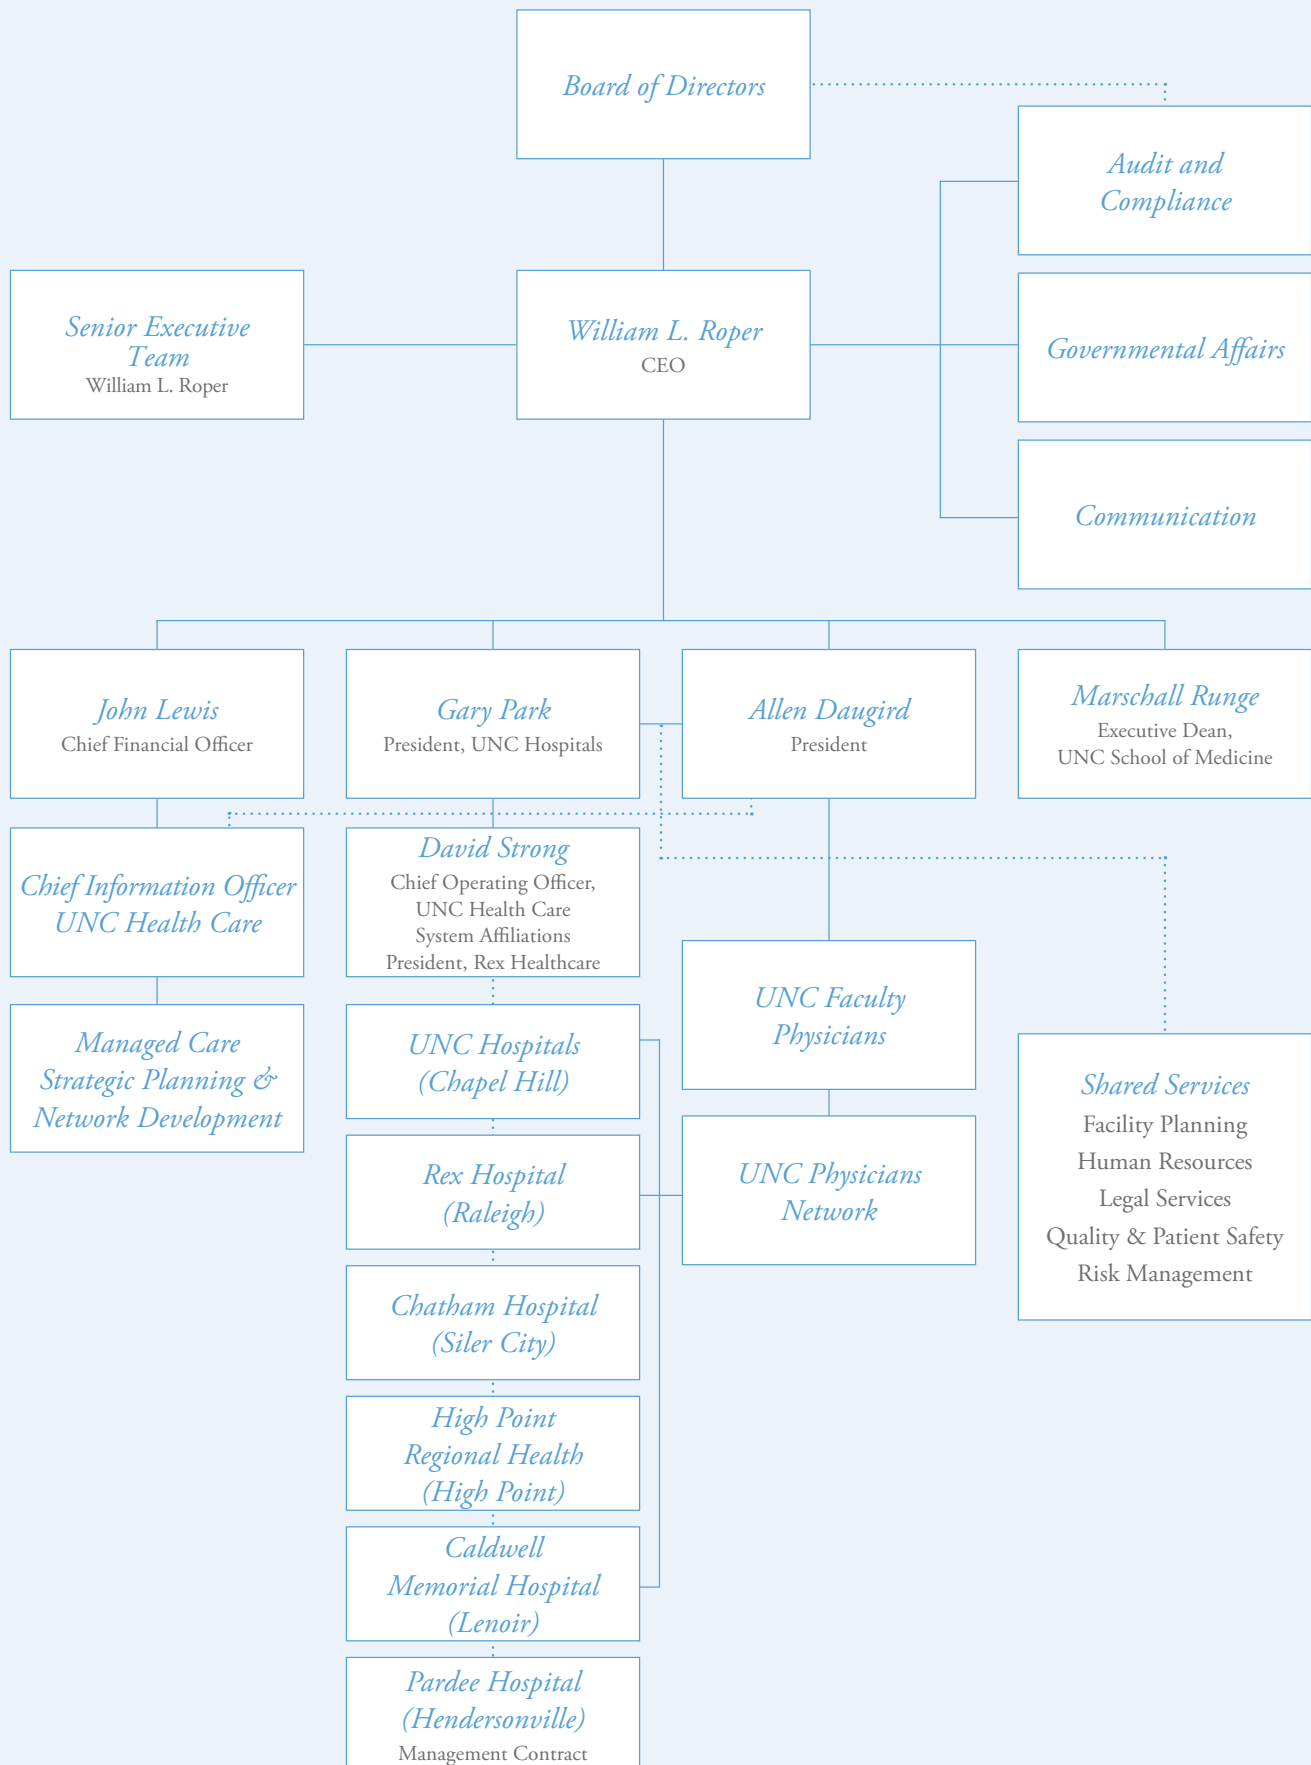 Board of Directors
Audit and
Compliance
Senior Executive
Team
William L. Roper
William L. Roper
CEO
Governmental Affairs
Communication
John Lewis
Chief Financial Officer
Gary Park
President, UNC Hospitals
Allen Daugird
President
Marschall Runge
Executive Dean,
UNC School of Medicine
Chief Information Officer
UNC Health Care
David Strong
Chief Operating Officer,
UNC Health Care
System Affiliations
President, Rex Healthcare
Managed Care
Strategic Planning &
Network Development
UNC Hospitals
(Chapel Hill)
UNC Faculty
Physicians
Rex Hospital
(Raleigh)
UNC Physicians
Network
Shared Services
Facility Planning
Human Resources
Legal Services
Quality & Patient Safety
Risk Management
Chatham Hospital
(Siler City)
High Point
Regional Health
(High Point)
Caldwell
Memorial Hospital
(Lenoir)
Pardee Hospital
(Hendersonville)
Management Contract